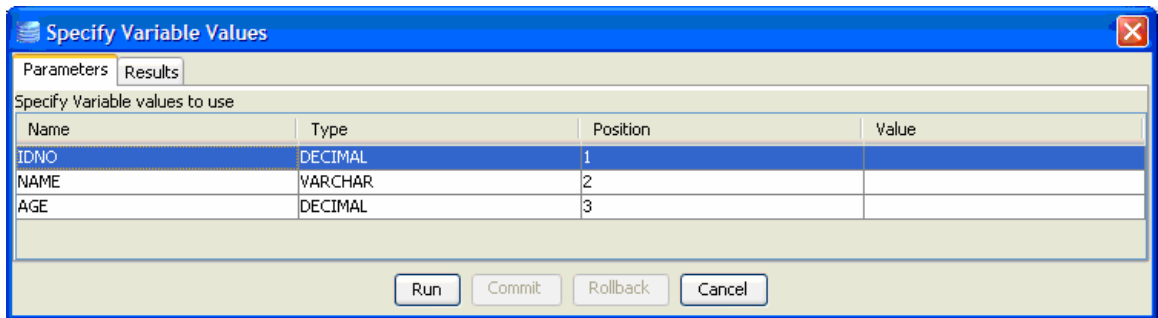 Specify Variable Values
Parameters Results
Specify Variable values to use
Name Type Position Value
IDNO DECIMAL 1
NAME VARCHAR 2
AGE DECIMAL 3
Run Commit Rollback Cancel